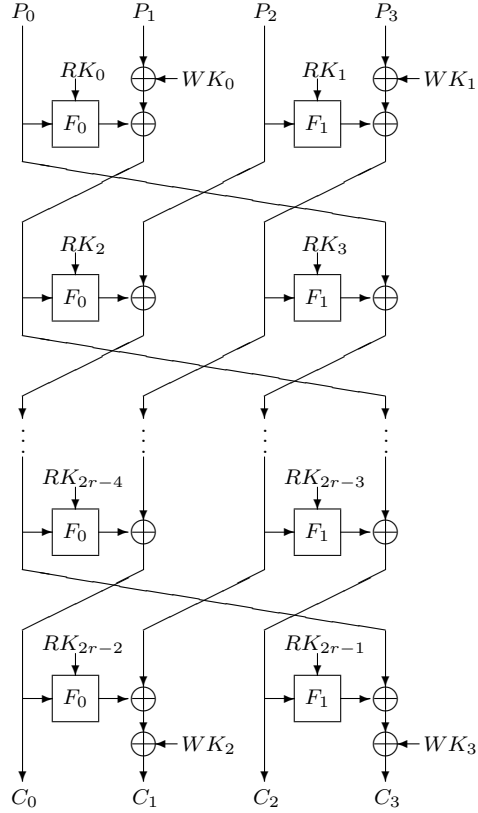 P₀ P₁ P₂ P₃
RK₀ WK₀ RK₁ WK₁
F₀ F₁
RK₂ RK₃
F₀ F₁
RK₂ᵣ₋₄ RK₂ᵣ₋₃
F₀ F₁
RK₂ᵣ₋₂ RK₂ᵣ₋₁
F₀ F₁
WK₂ WK₃
C₀ C₁ C₂ C₃